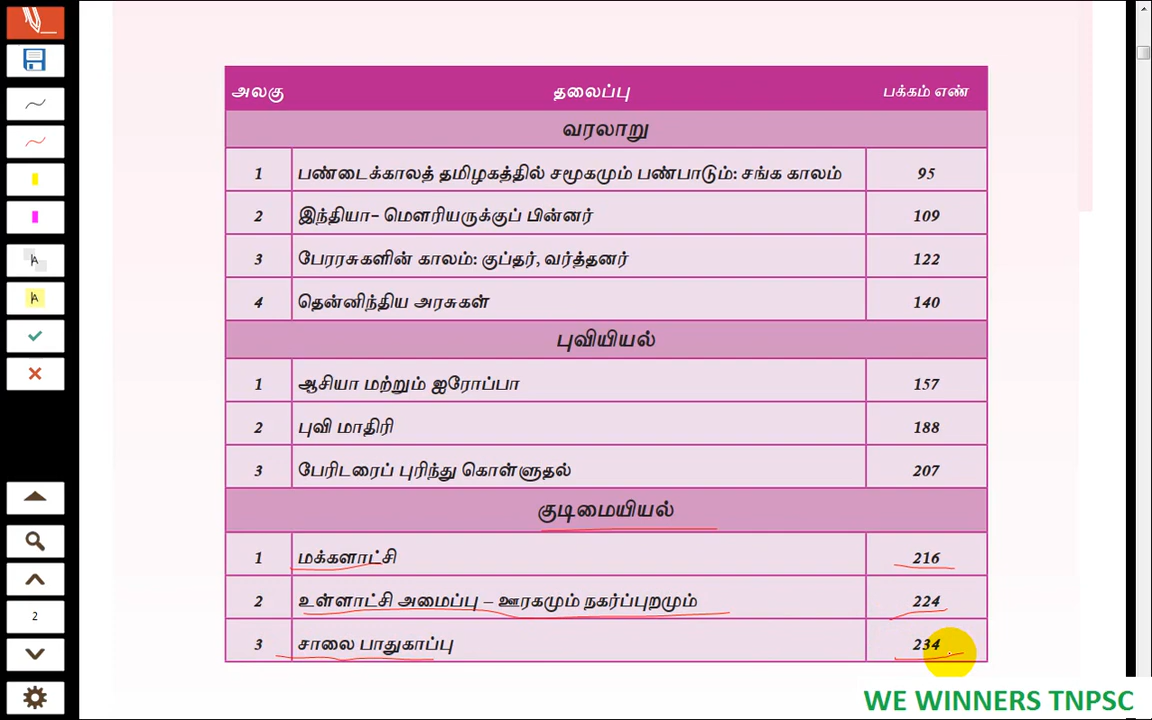 அலகு தலைப்பு பக்கம் எண்
வரலாறு
1 பண்டைக்காலத் தமிழகத்தில் சமூகமும் பண்பாடும்: சங்க காலம் 95
2 இந்தியா- மௌரியருக்குப் பின்னர் 109
3 பேரரசுகளின் காலம்: குப்தர், வர்த்தனர் 122
4 தென்னிந்திய அரசுகள் 140
புவியியல்
1 ஆசியா மற்றும் ஐரோப்பா 157
2 புவி மாதிரி 188
3 பேரிடரைப் புரிந்து கொள்ளுதல் 207
குடிமையியல்
1 மக்களாட்சி 216
2 உள்ளாட்சி அமைப்பு – ஊரகமும் நகர்ப்புறமும் 224
3 சாலை பாதுகாப்பு 234
A
A
2
WE WINNERS TNPSC